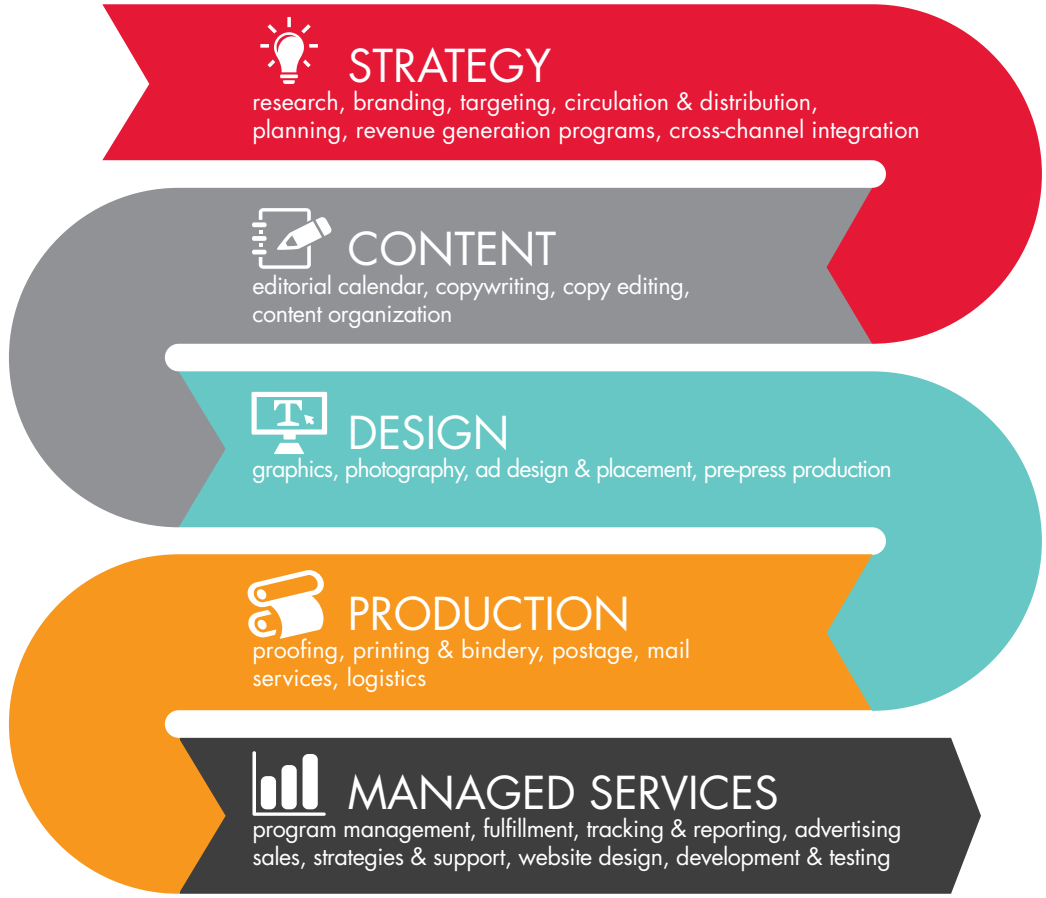 STRATEGY
research, branding, targeting, circulation & distribution,
planning, revenue generation programs, cross-channel integration
CONTENT
editorial calendar, copywriting, copy editing,
content organization
T
DESIGN
graphics, photography, ad design & placement, pre-press production
PRODUCTION
proofing, printing & bindery, postage, mail
services, logistics
MANAGED SERVICES
program management, fulfillment, tracking & reporting, advertising
sales, strategies & support, website design, development & testing